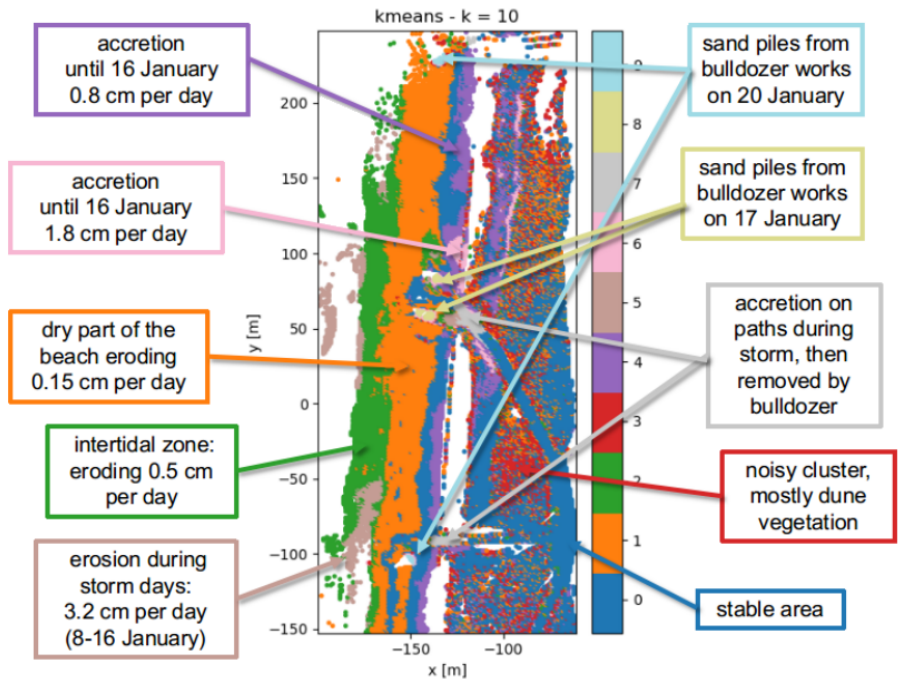 kmeans - k = 10
accretion
until 16 January
0.8 cm per day
accretion
until 16 January
1.8 cm per day
dry part of the
beach eroding
0.15 cm per day
intertidal zone:
eroding 0.5 cm
per day
erosion during
storm days:
3.2 cm per day
(8-16 January)
sand piles from
bulldozer works
on 20 January
sand piles from
bulldozer works
on 17 January
accretion on
paths during
storm, then
removed by
bulldozer
noisy cluster,
mostly dune
vegetation
stable area
y [m]
200
150
100
50
0
−50
−100
−150
−150
−100
x [m]
9
8
7
6
5
4
3
2
1
0